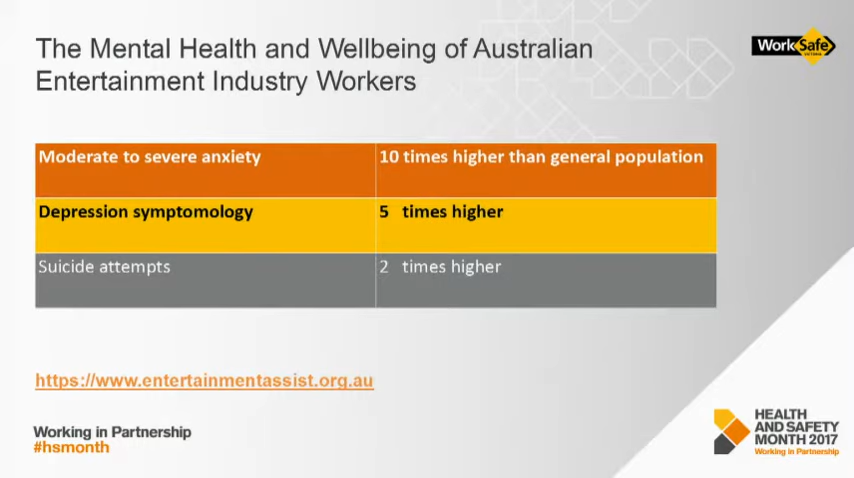 The Mental Health and Wellbeing of Australian
Entertainment Industry Workers
WorkSafe
VICTORIA
Moderate to severe anxiety 10 times higher than general population
Depression symptomology 5 times higher
Suicide attempts 2 times higher
https://www.entertainmentassist.org.au
Working in Partnership
#hsmonth
HEALTH
AND SAFETY
MONTH 2017
Working in Partnership